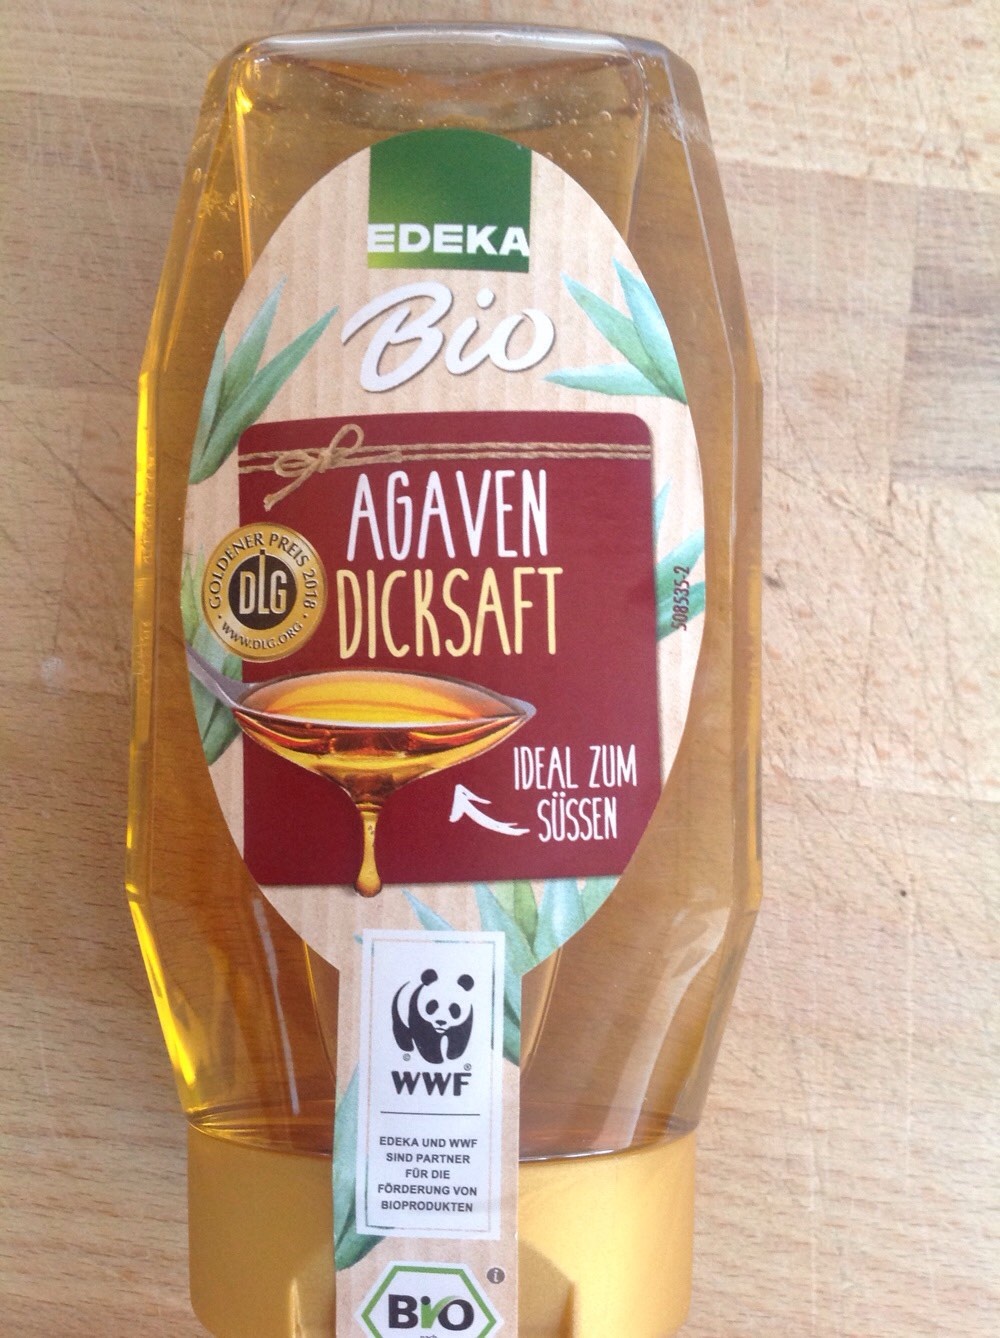 EDEKA
Bio
AGAVEN
DICKSAFT
GOLDENER PREIS 2018
DLG
WWW.DLG.ORG
508535-2
IDEAL ZUM
SÜSSEN
©
WWF
®
EDEKA UND WWF
SIND PARTNER
FÜR DIE
FÖRDERUNG VON
BIOPRODUKTEN
i
Bio
nach